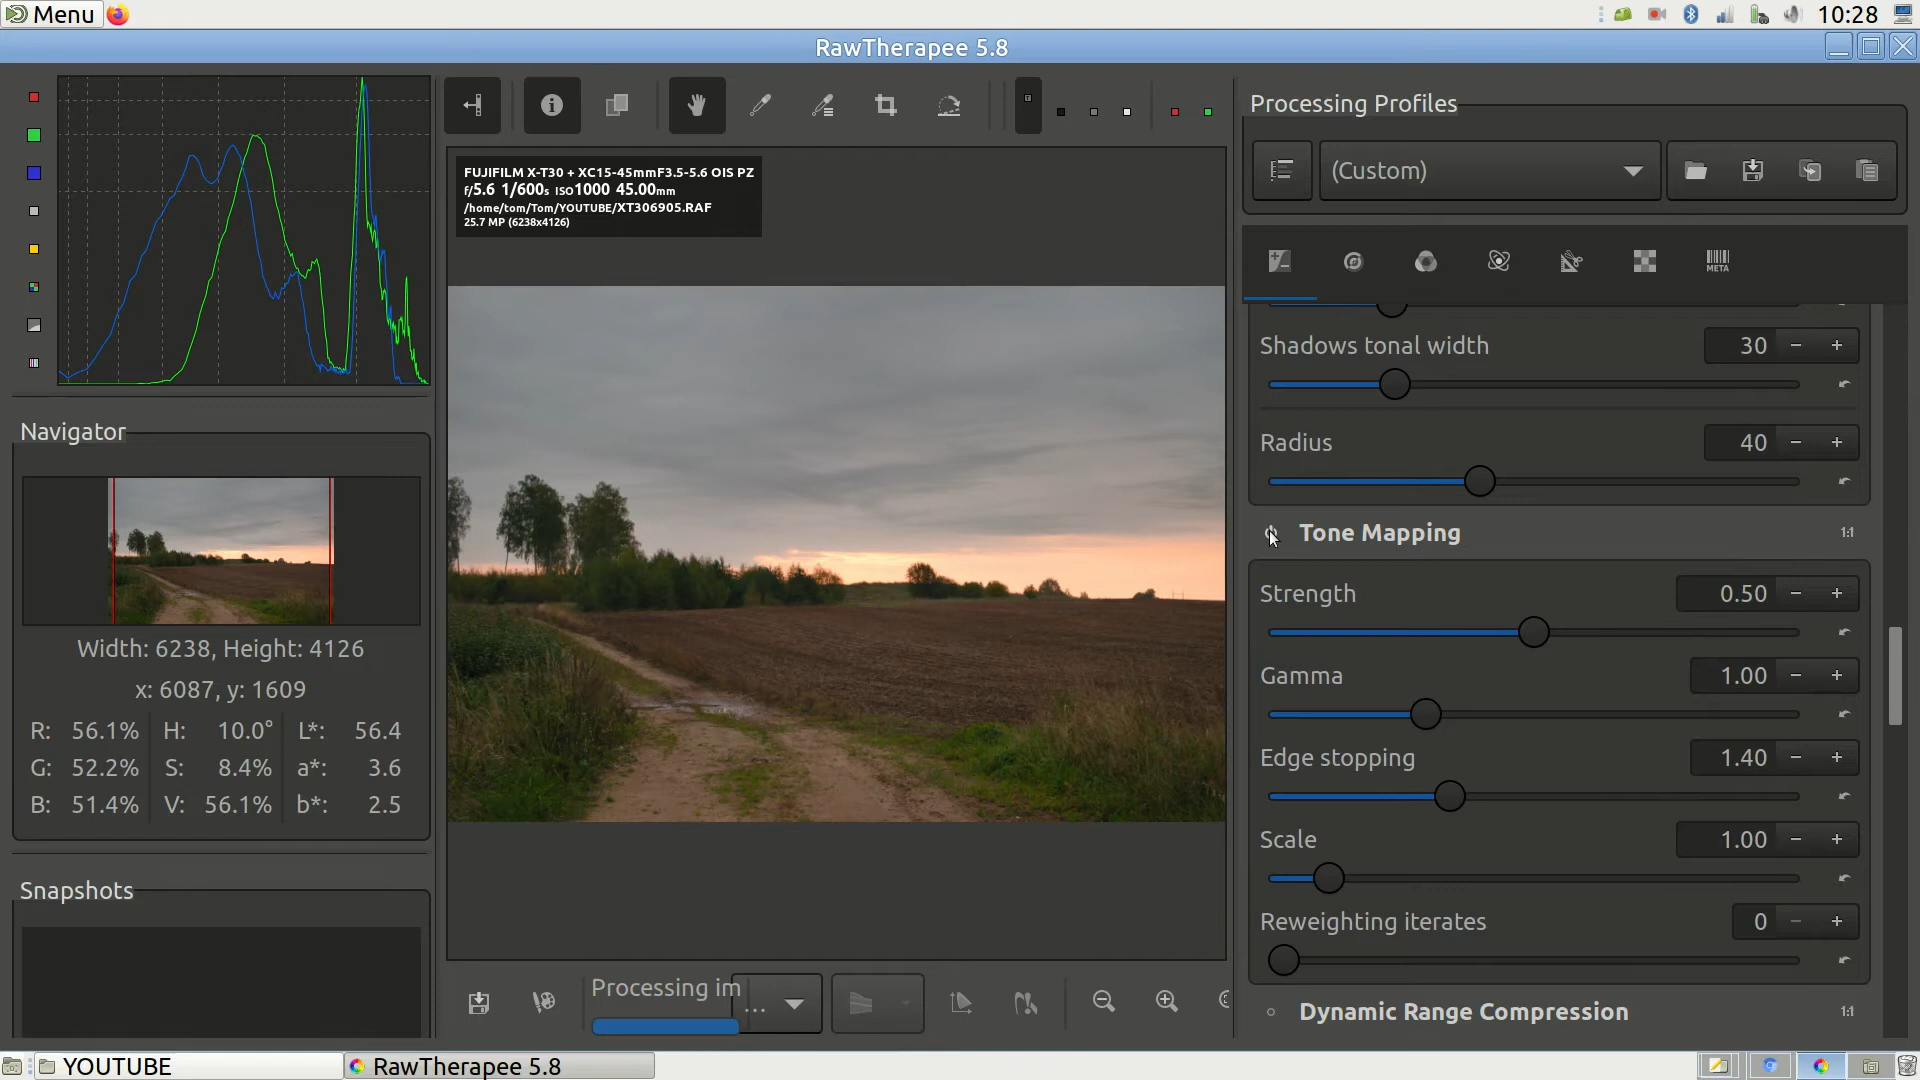 Menu
10:28
RawTherapee 5.8
FUJIFILM X-T30 + XC15-45mmF3.5-5.6 OIS PZ
f/5.6 1/600s ISO1000 45.00mm
/home/tom/Tom/YOUTUBE/XT306905.RAF
25.7 MP (6238x4126)
Processing Profiles
(Custom)
META
Shadows tonal width 30
Radius 40
Tone Mapping 1:1
Strength 0.50
Gamma 1.00
Edge stopping 1.40
Scale 1.00
Reweighting iterates 0
Dynamic Range Compression 1:1
Navigator
Width: 6238, Height: 4126
x: 6087, y: 1609
R: 56.1% H: 10.0° L*: 56.4
G: 52.2% S: 8.4% a*: 3.6
B: 51.4% V: 56.1% b*: 2.5
Snapshots
Processing im
...
YOUTUBE
RawTherapee 5.8